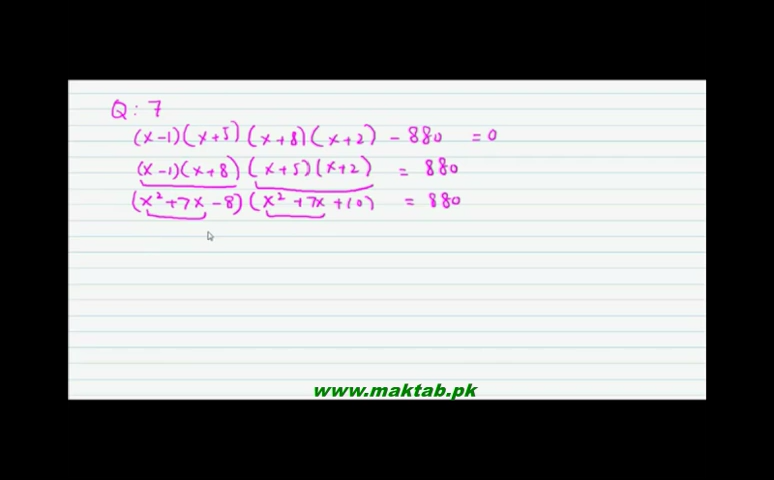 Q : 7
(x-1)(x+5)(x+8)(x+2) - 880 = 0
(x-1)(x+8)(x+5)(x+2) = 880
(x²+7x-8)(x²+7x+10) = 880
www.maktab.pk